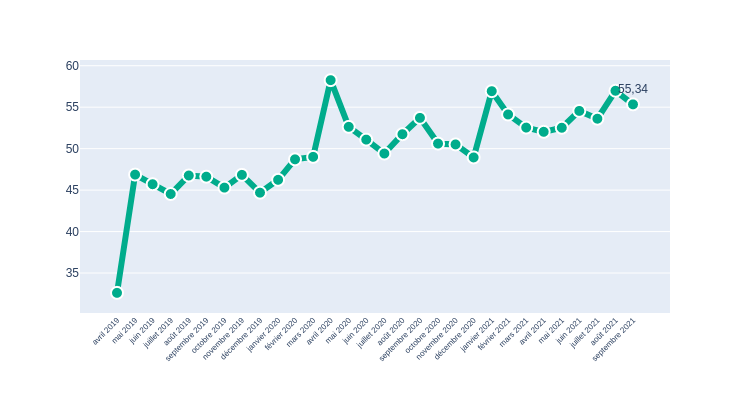 60
55
50
45
40
35
55,34
avril 2019
mai 2019
juin 2019
juillet 2019
août 2019
septembre 2019
octobre 2019
novembre 2019
décembre 2019
janvier 2020
février 2020
mars 2020
avril 2020
mai 2020
juin 2020
juillet 2020
août 2020
septembre 2020
octobre 2020
novembre 2020
décembre 2020
janvier 2021
février 2021
mars 2021
avril 2021
mai 2021
juin 2021
juillet 2021
août 2021
septembre 2021